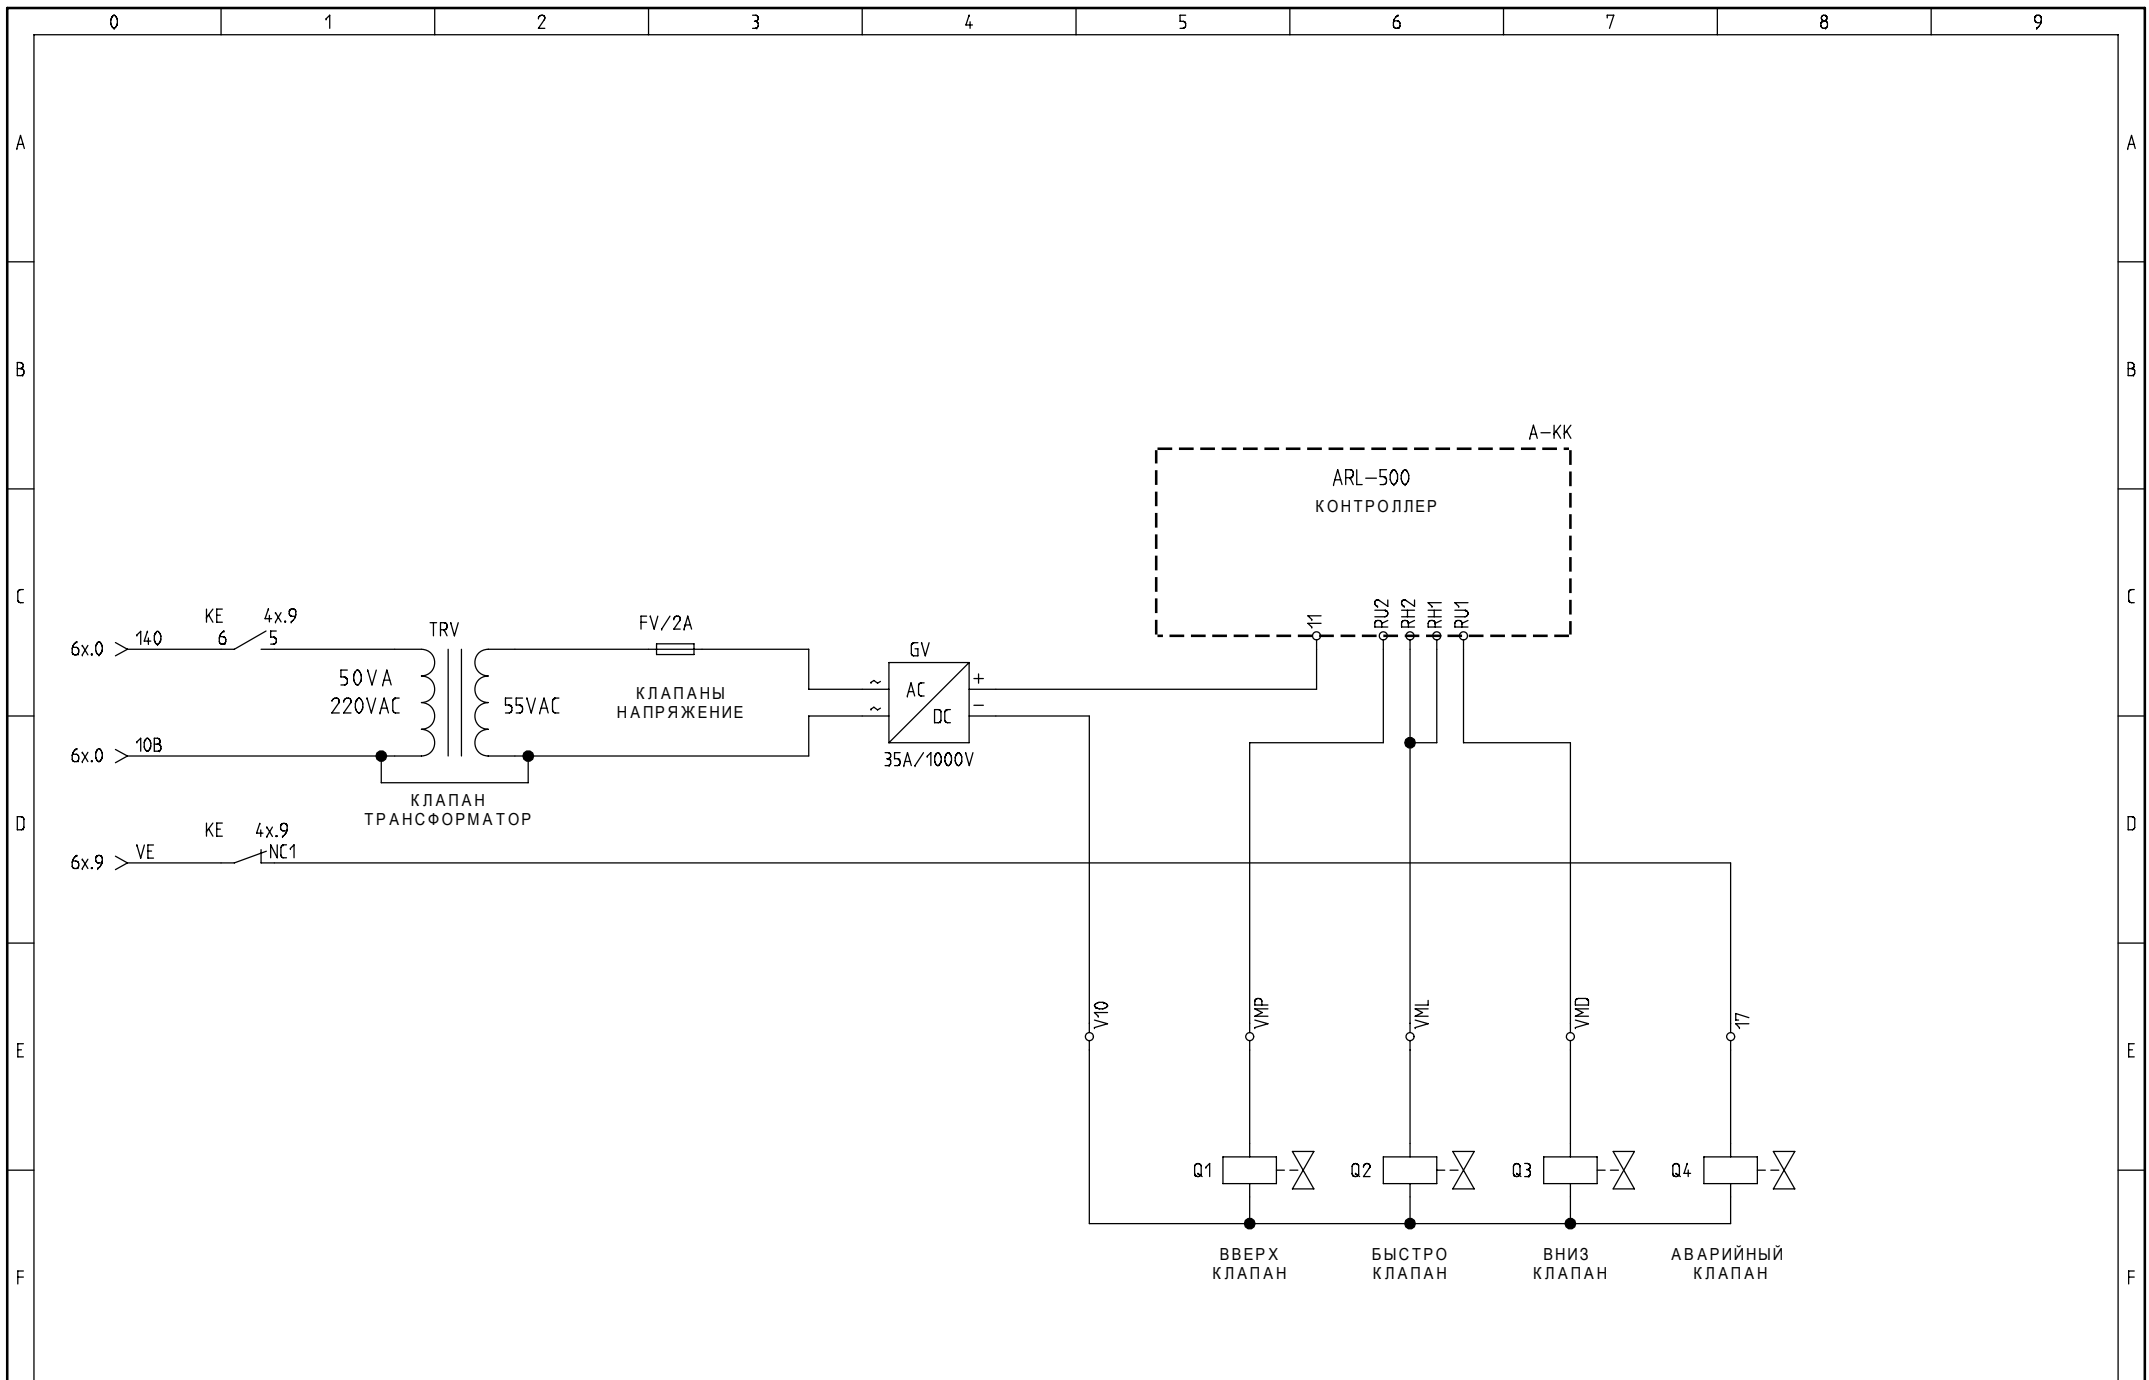 0 1 2 3 4 5 6 7 8 9
A A
B B
A-KK
ARL-500
КОНТРОЛЛЕР
C C
11 RU2 RH2 RH1 RU1
6x.0 140 KE 6 4x.9 5
TRV
50VA
220VAC
55VAC
FV/2A
КЛАПАНЫ
НАПРЯЖЕНИЕ
GV
~ AC +
~ DC -
35A/1000V
6x.0 10B
КЛАПАН
ТРАНСФОРМАТОР
D D
6x.9 VE KE 4x.9 NC1
V10 VMP VML VMD 17
E E
Q1 Q2 Q3 Q4
ВВЕРХ
КЛАПАН
БЫСТРО
КЛАПАН
ВНИЗ
КЛАПАН
АВАРИЙНЫЙ
КЛАПАН
F F